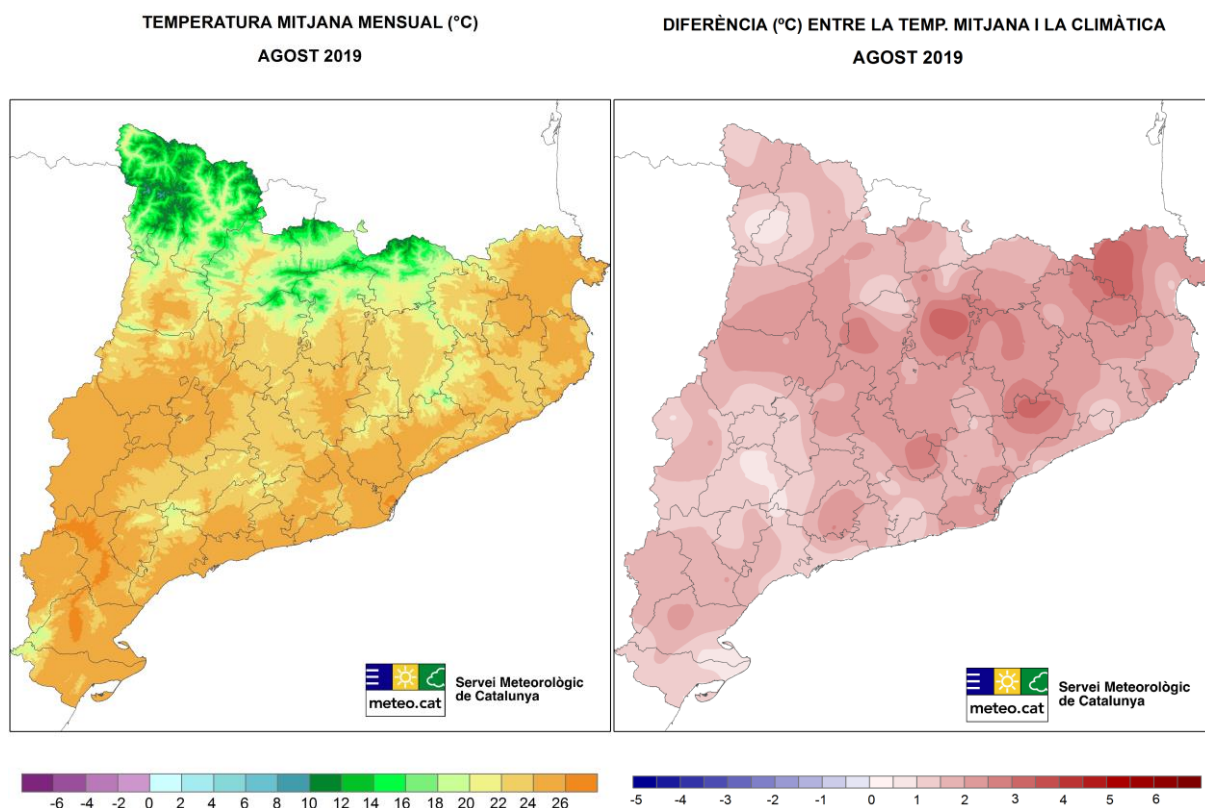 TEMPERATURA MITJANA MENSUAL (°C)
AGOST 2019
DIFERÈNCIA (ºC) ENTRE LA TEMP. MITJANA I LA CLIMÀTICA
AGOST 2019
meteo.cat
Servei Meteorològic
de Catalunya
meteo.cat
Servei Meteorològic
de Catalunya
-6 -4 -2 0 2 4 6 8 10 12 14 16 18 20 22 24 26
-5 -4 -3 -2 -1 0 1 2 3 4 5 6